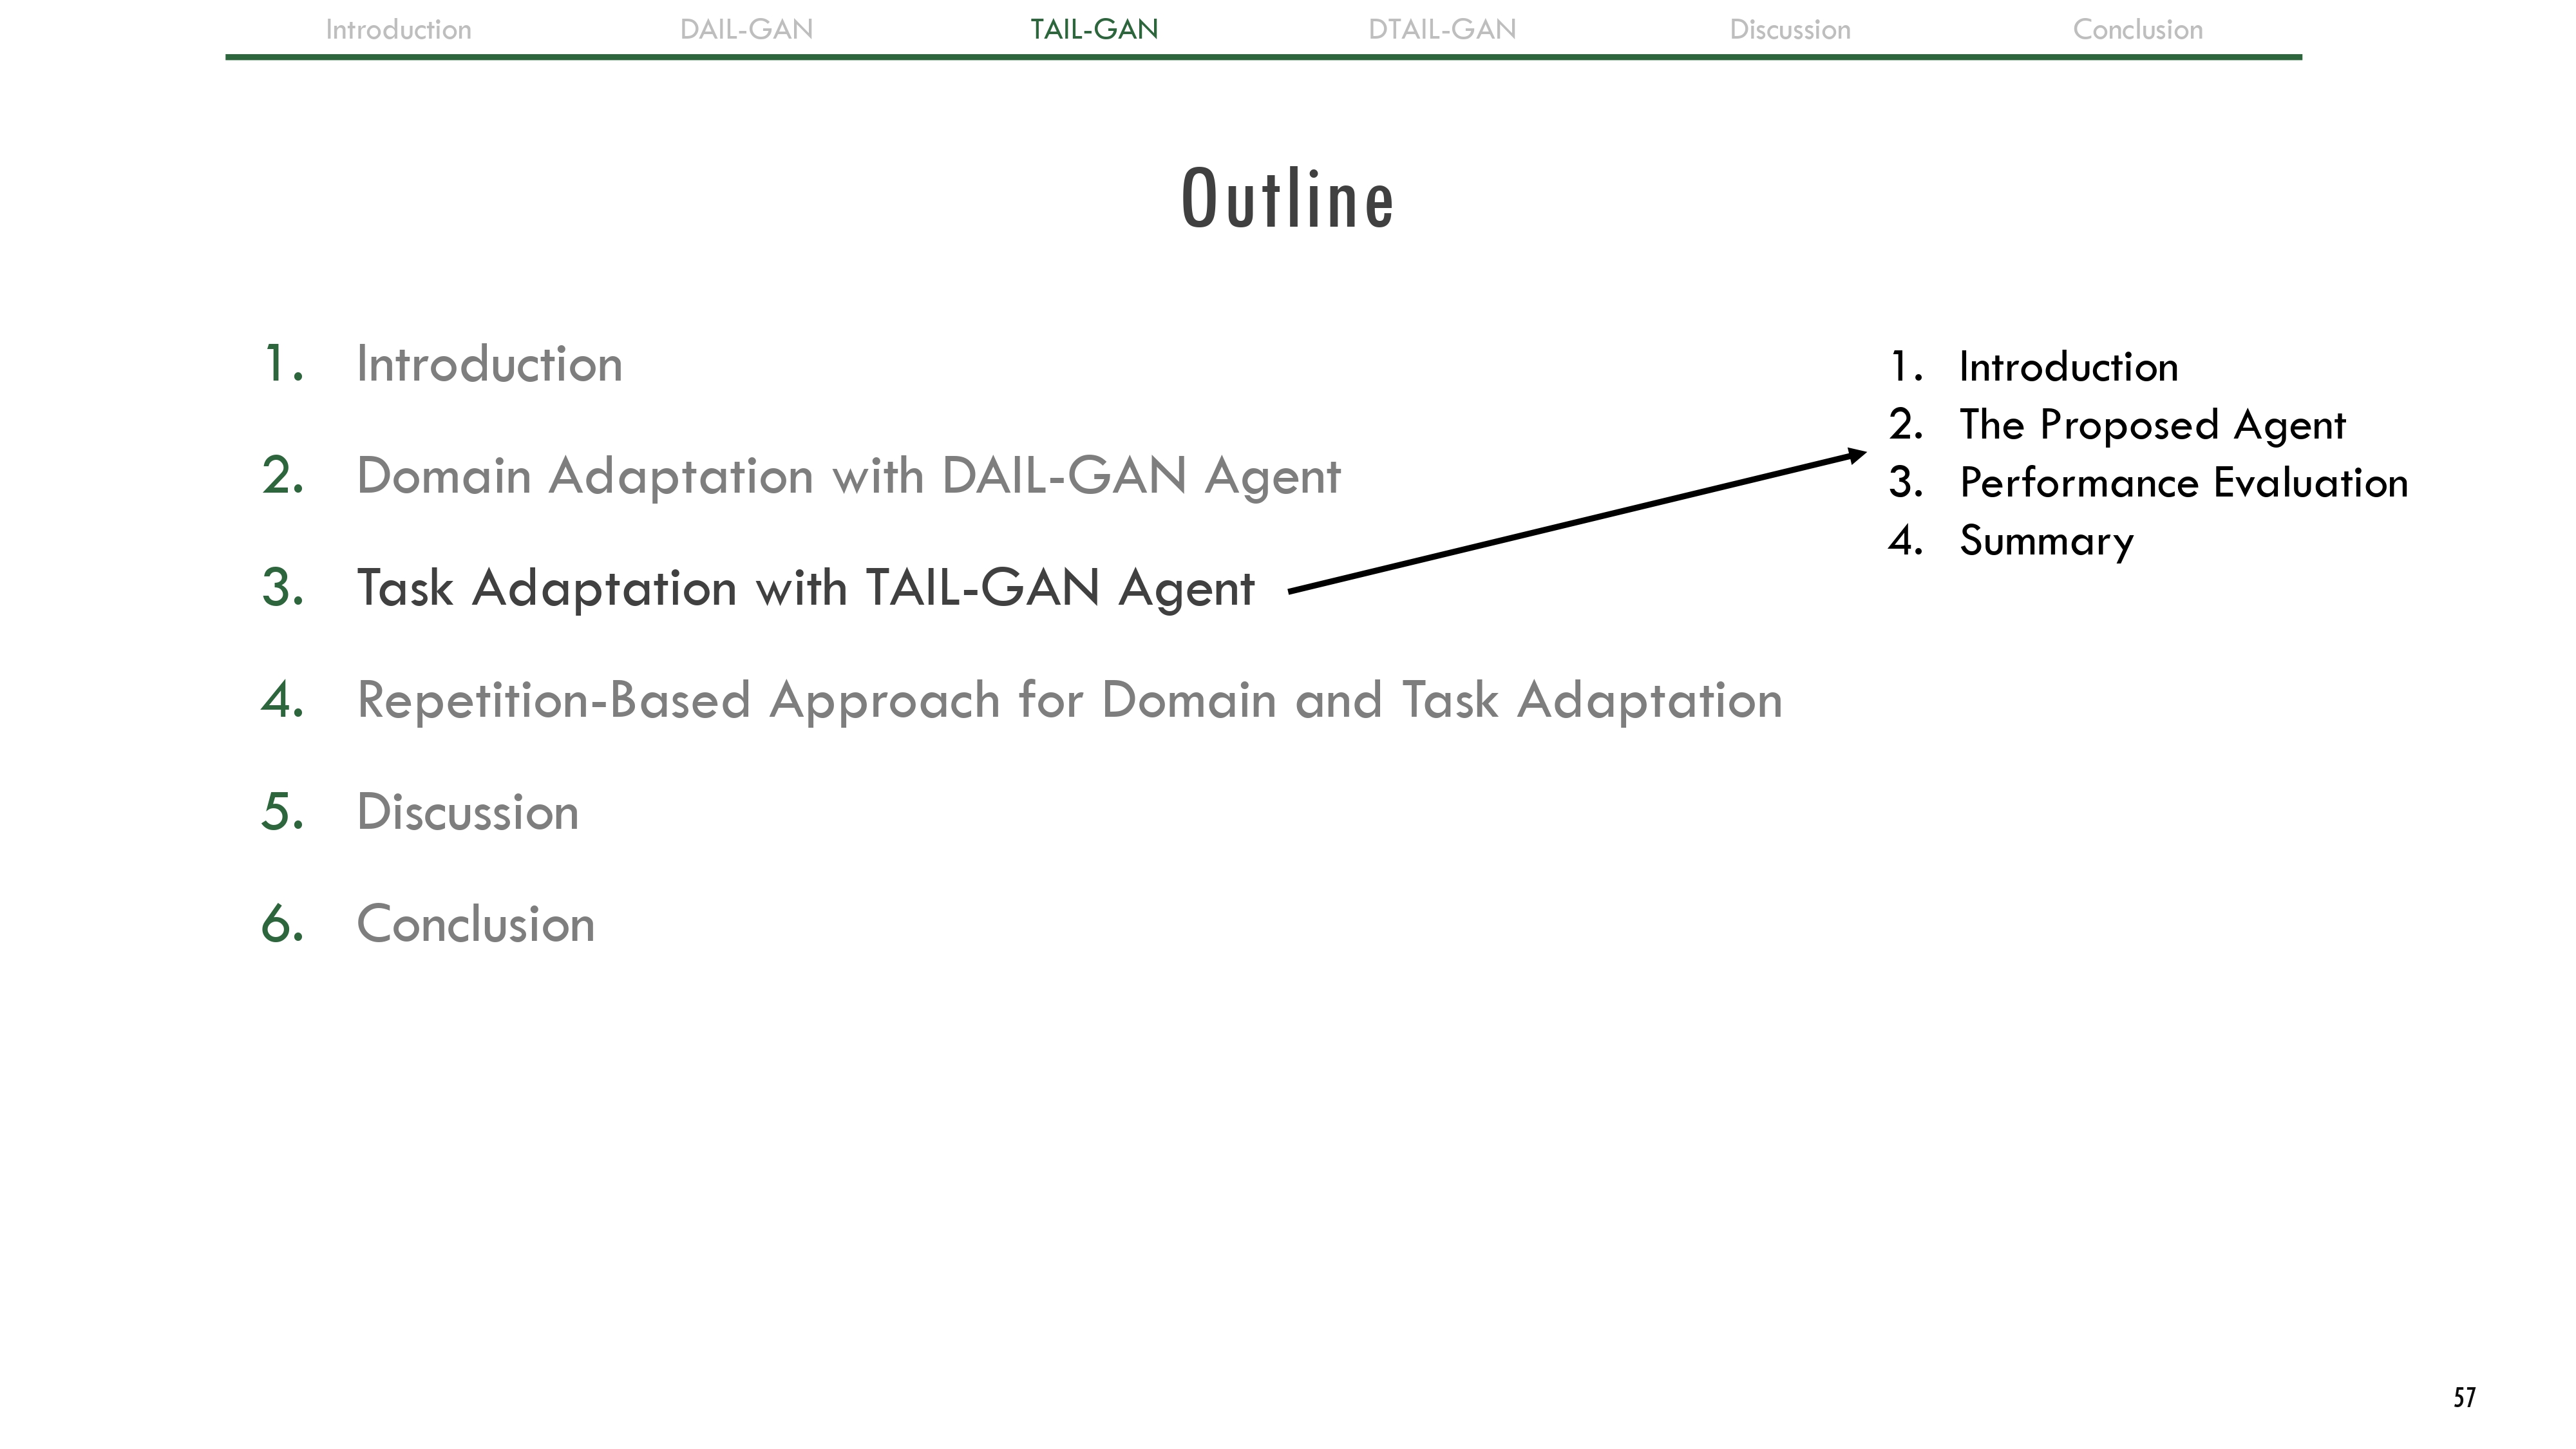 Introduction
DAIL-GAN
TAIL-GAN
DTAIL-GAN
Discussion
Conclusion
Outline
1. Introduction
2. Domain Adaptation with DAIL-GAN Agent
3. Task Adaptation with TAIL-GAN Agent
4. Repetition-Based Approach for Domain and Task Adaptation
5. Discussion
6. Conclusion
1. Introduction
2. The Proposed Agent
3. Performance Evaluation
4. Summary
57